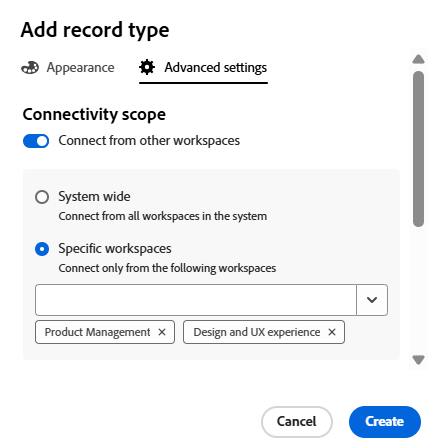 Add record type
Appearance
Advanced settings
Connectivity scope
Connect from other workspaces
System wide
Connect from all workspaces in the system
Specific workspaces
Connect only from the following workspaces
Product Management ×
Design and UX experience ×
Cancel
Create